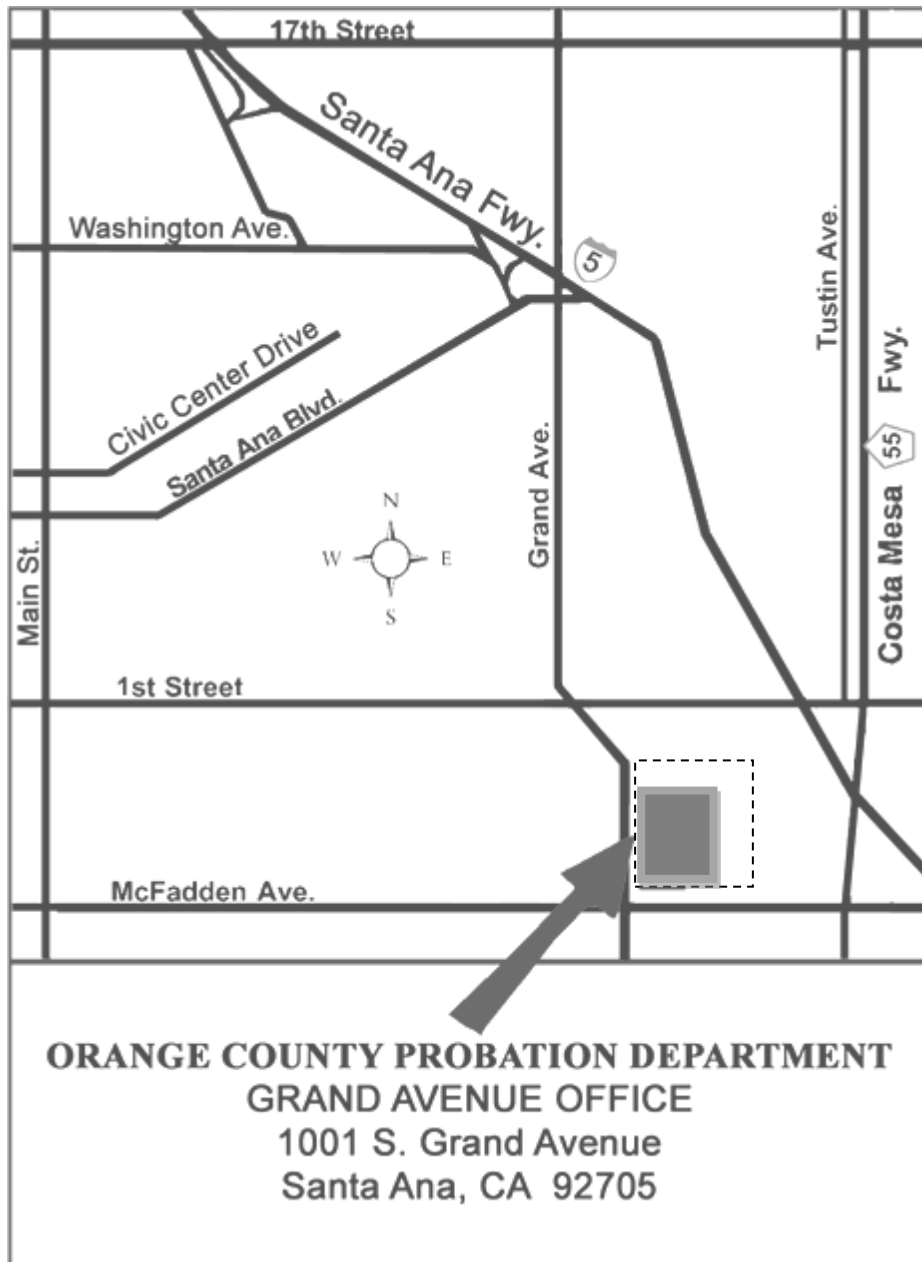 17th Street
Santa Ana Fwy.
Washington Ave.
5
Tustin Ave.
Fwy.
Civic Center Drive
Santa Ana Blvd.
55
Grand Ave.
N
W
E
S
Main St.
Costa Mesa
1st Street
McFadden Ave.
ORANGE COUNTY PROBATION DEPARTMENT
GRAND AVENUE OFFICE
1001 S. Grand Avenue
Santa Ana, CA 92705